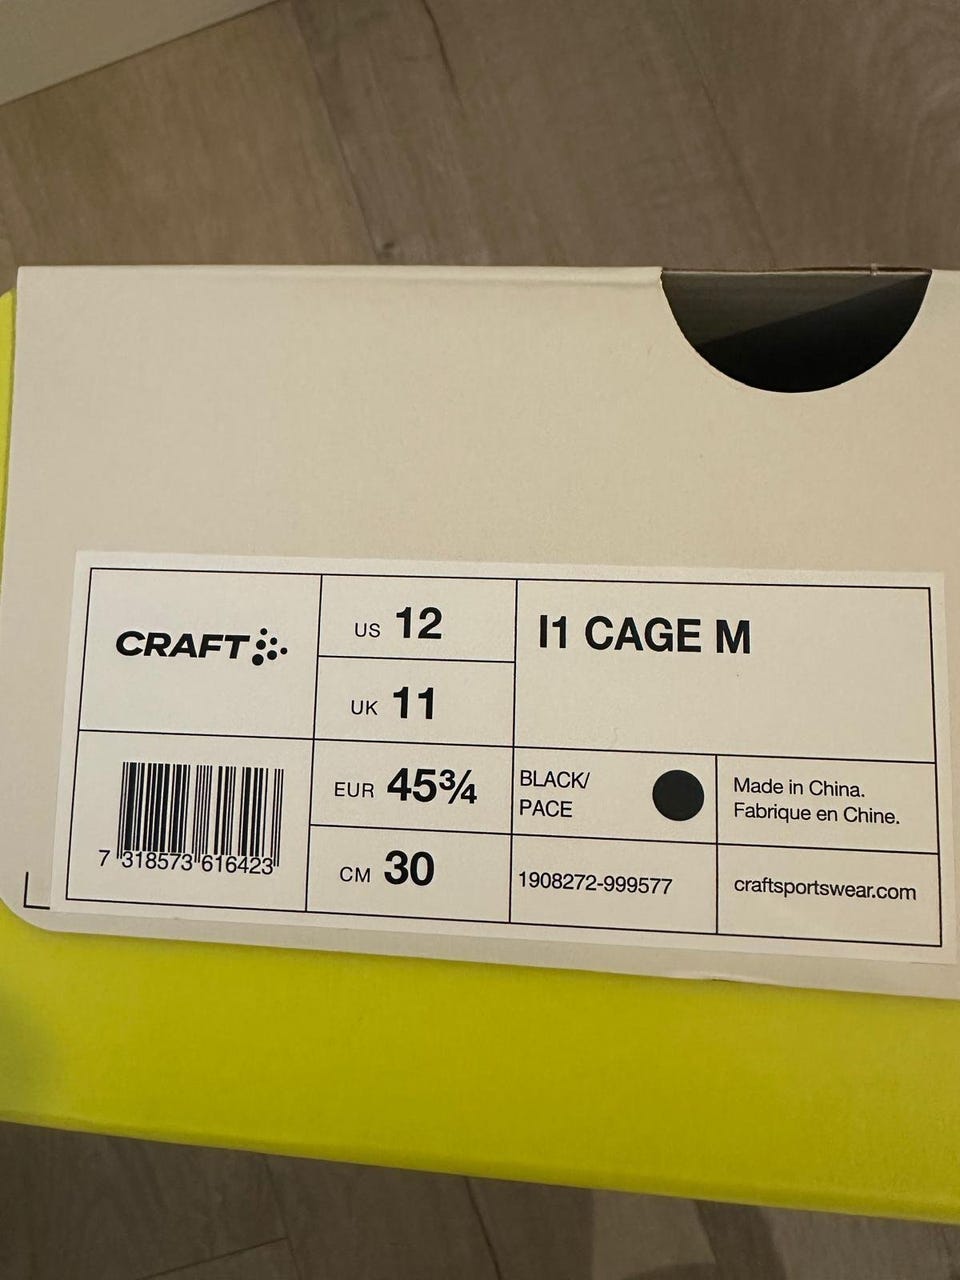 CRAFT
US 12
UK 11
EUR 45¾
CM 30
I1 CAGE M
BLACK/
PACE
Made in China.
Fabrique en Chine.
7 318573 616423
1908272-999577
craftsportswear.com